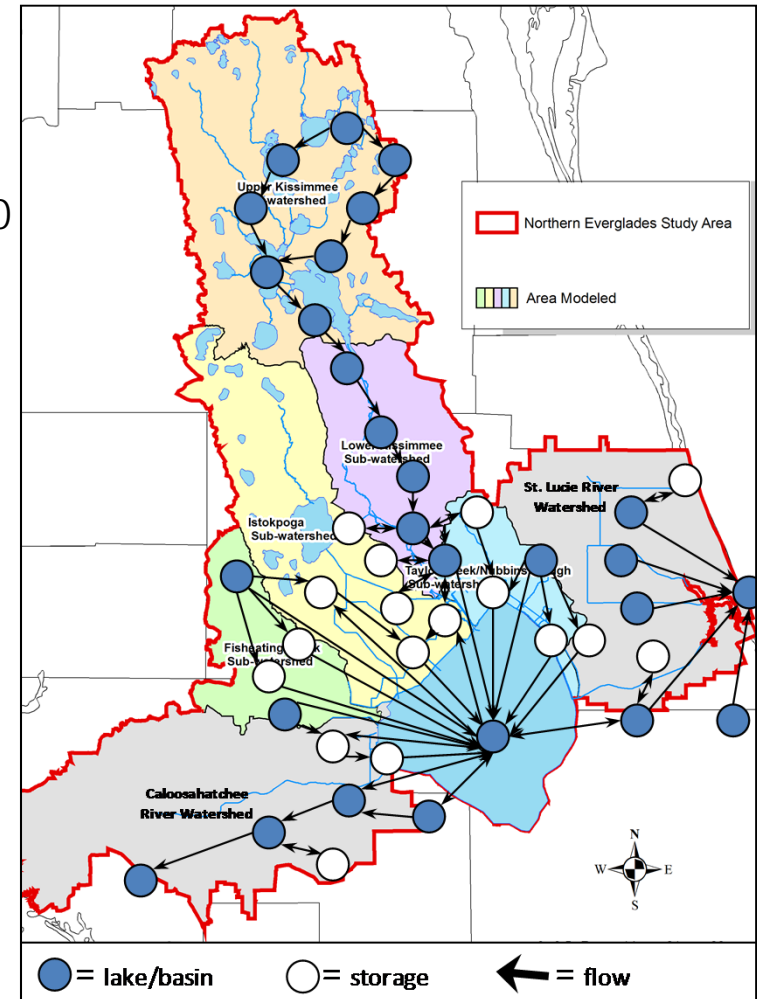 0
Upper Kissimmee
watershed
Northern Everglades Study Area
Area Modeled
Lower Kissimmee
Sub-watershed
St. Lucie River
Watershed
Istokpoga
Sub-watershed
Sub-watershed
Sub-watershed
Caloosahatchee
River Watershed
N
W
E
S
= lake/basin
= storage
= flow